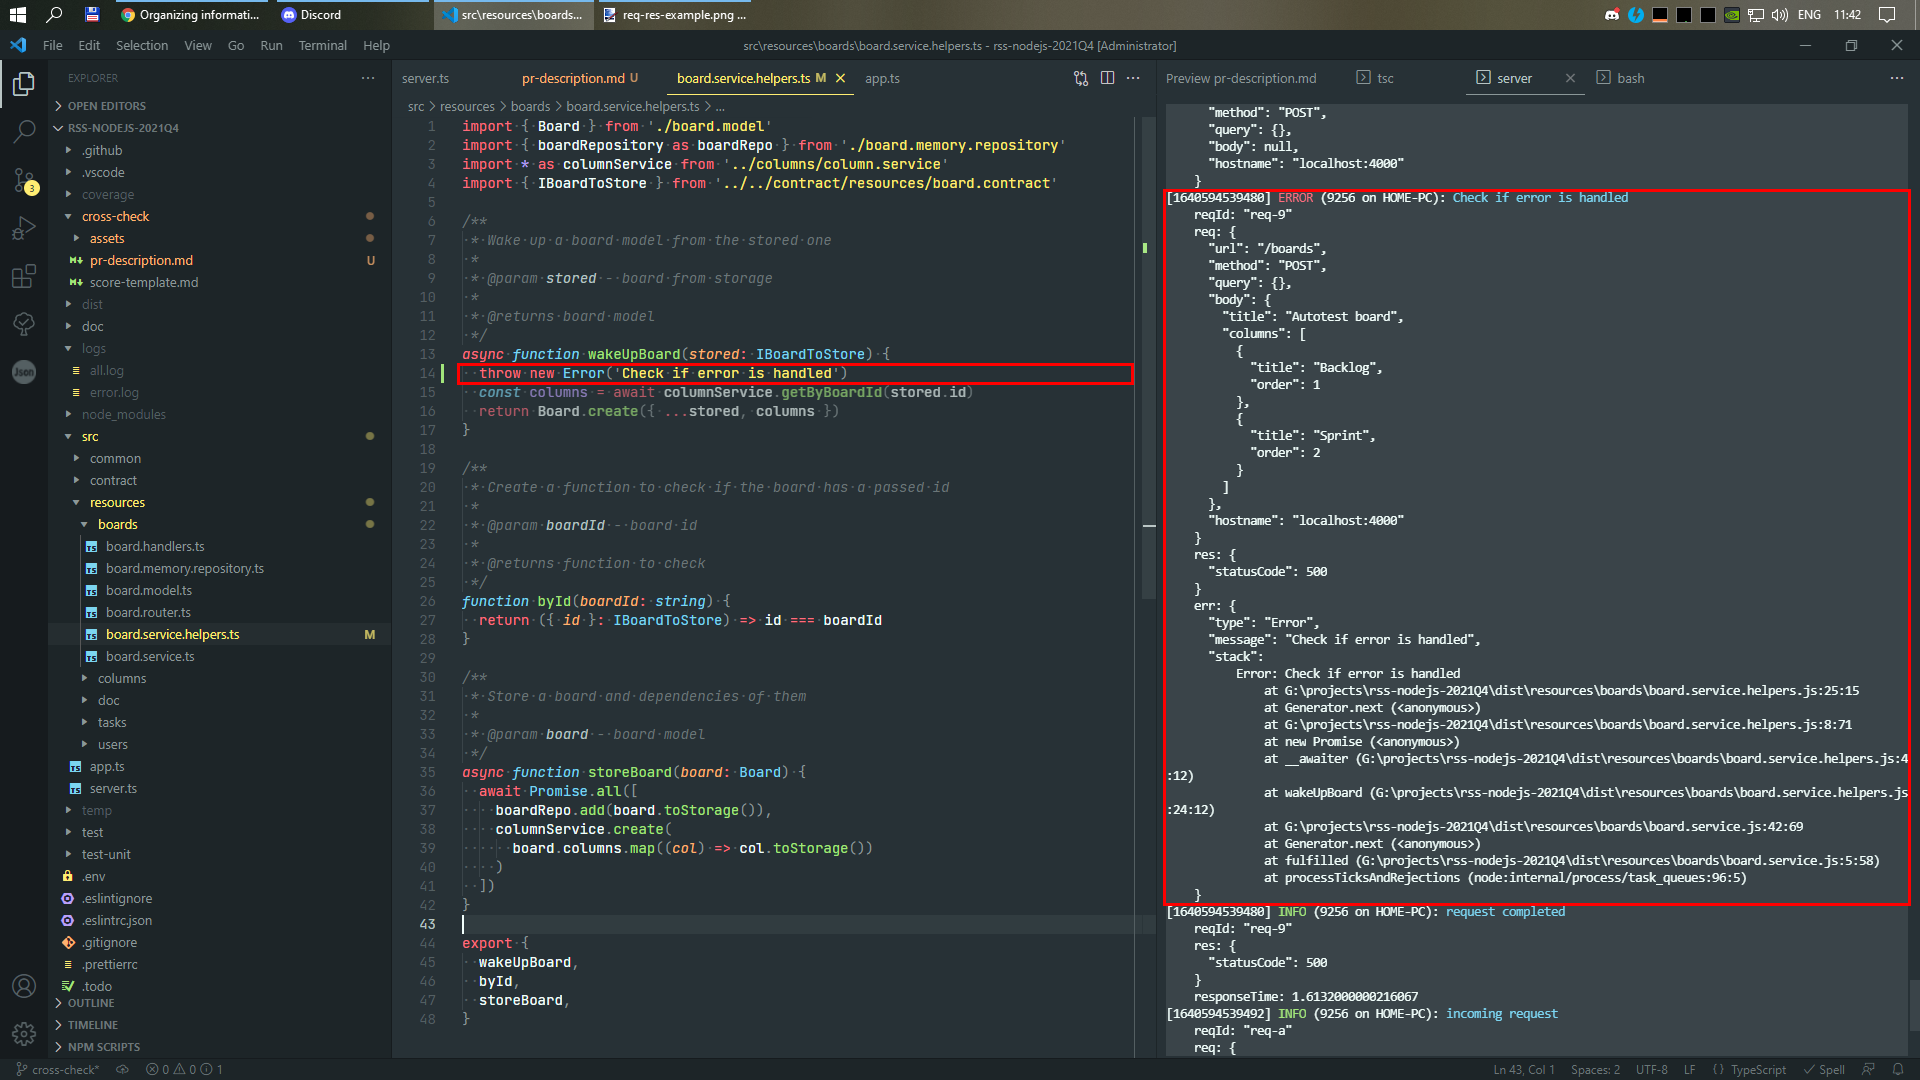 Organizing informati...
Discord
src\resources\boards...
req-res-example.png ...
ENG
11:42
File Edit Selection View Go Run Terminal Help
src\resources\boards\board.service.helpers.ts - rss-nodejs-2021Q4 [Administrator]
EXPLORER
OPEN EDITORS
RSS-NODEJS-2021Q4
.github
.vscode
3
coverage
cross-check
assets
pr-description.md U
score-template.md
dist
doc
logs
Json
all.log
error.log
node_modules
src
common
contract
resources
boards
TS board.handlers.ts
TS board.memory.repository.ts
TS board.model.ts
TS board.router.ts
TS board.service.helpers.ts M
TS board.service.ts
columns
doc
tasks
users
TS app.ts
TS server.ts
temp
test
test-unit
.env
.eslintignore
.eslintrc.json
.gitignore
.prettierrc
.todo
OUTLINE
TIMELINE
NPM SCRIPTS
server.ts
pr-description.md U
board.service.helpers.ts M
app.ts
src > resources > boards > board.service.helpers.ts > ...
1 import { Board } from './board.model'
2 import { boardRepository as boardRepo } from './board.memory.repository'
3 import * as columnService from '../columns/column.service'
4 import { IBoardToStore } from '../../contract/resources/board.contract'
5
6 /**
7 * Wake up a board model from the stored one
8 *
9 * @param stored - board from storage
10 *
11 * @returns board model
12 */
13 async function wakeUpBoard(stored: IBoardToStore) {
14 throw new Error('Check if error is handled')
15 const columns = await columnService.getByBoardId(stored.id)
16 return Board.create({ ...stored, columns })
17 }
18
19 /**
20 * Create a function to check if the board has a passed id
21 *
22 * @param boardId - board id
23 *
24 * @returns function to check
25 */
26 function byId(boardId: string) {
27 return ({ id }: IBoardToStore) => id === boardId
28 }
29
30 /**
31 * Store a board and dependencies of them
32 *
33 * @param board - board model
34 */
35 async function storeBoard(board: Board) {
36 await Promise.all([
37 boardRepo.add(board.toStorage()),
38 columnService.create(
39 board.columns.map((col) => col.toStorage())
40 )
41 ])
42 }
43
44 export {
45 wakeUpBoard,
46 byId,
47 storeBoard,
48 }
Preview pr-description.md
tsc
server
bash
"method": "POST",
"query": {},
"body": null,
"hostname": "localhost:4000"
}
[1640594539480] ERROR (9256 on HOME-PC): Check if error is handled
reqId: "req-9"
req: {
"url": "/boards",
"method": "POST",
"query": {},
"body": {
"title": "Autotest board",
"columns": [
{
"title": "Backlog",
"order": 1
},
{
"title": "Sprint",
"order": 2
}
]
},
"hostname": "localhost:4000"
}
res: {
"statusCode": 500
}
err: {
"type": "Error",
"message": "Check if error is handled",
"stack":
Error: Check if error is handled
at G:\projects\rss-nodejs-2021Q4\dist\resources\boards\board.service.helpers.js:25:15
at Generator.next (<anonymous>)
at G:\projects\rss-nodejs-2021Q4\dist\resources\boards\board.service.helpers.js:8:71
at new Promise (<anonymous>)
at __awaiter (G:\projects\rss-nodejs-2021Q4\dist\resources\boards\board.service.helpers.js:4
:12)
at wakeUpBoard (G:\projects\rss-nodejs-2021Q4\dist\resources\boards\board.service.helpers.js
:24:12)
at G:\projects\rss-nodejs-2021Q4\dist\resources\boards\board.service.js:42:69
at Generator.next (<anonymous>)
at fulfilled (G:\projects\rss-nodejs-2021Q4\dist\resources\boards\board.service.js:5:58)
at processTicksAndRejections (node:internal/process/task_queues:96:5)
}
[1640594539480] INFO (9256 on HOME-PC): request completed
reqId: "req-9"
res: {
"statusCode": 500
}
responseTime: 1.6132000000216067
[1640594539492] INFO (9256 on HOME-PC): incoming request
reqId: "req-a"
req: {
cross-check*
0 0 1
Ln 43, Col 1
Spaces: 2
UTF-8
LF
{} TypeScript
Spell